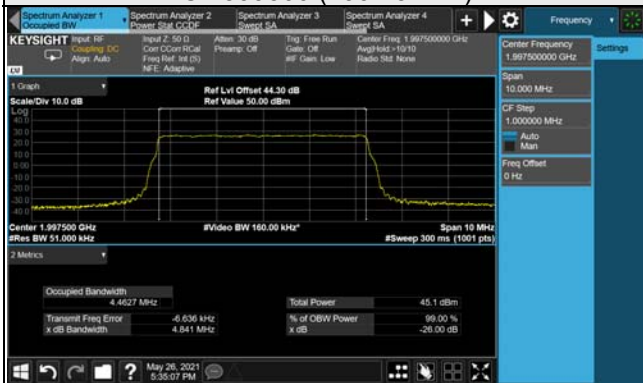 Spectrum Analyzer 1
Occupied BW
Spectrum Analyzer 2
Power Stat CCDF
Spectrum Analyzer 3
Swept SA
Spectrum Analyzer 4
Swept SA
Frequency
KEYSIGHT
Input: RF
Coupling: DC
Align: Auto
Input Z: 50 Ω
Corr CCorr RCal
Freq Ref: Int (S)
NFE: Adaptive
Atten: 30 dB
Preamp: Off
Trig: Free Run
Gate: Off
#IF Gain: Low
Center Freq: 1.997500000 GHz
Avg|Hold:>10/10
Radio Std: None
Center Frequency
1.997500000 GHz
Settings
Span
10.000 MHz
CF Step
1.000000 MHz
Auto
Man
Freq Offset
0 Hz
1 Graph
Scale/Div 10.0 dB
Ref Lvl Offset 44.30 dB
Ref Value 50.00 dBm
Log
40.0
30.0
20.0
10.0
0.00
-10.0
-20.0
-30.0
-40.0
Center 1.997500 GHz
#Res BW 51.000 kHz
#Video BW 160.00 kHz*
Span 10 MHz
#Sweep 300 ms (1001 pts)
2 Metrics
Occupied Bandwidth
4.4627 MHz
Total Power
45.1 dBm
Transmit Freq Error
-6.636 kHz
% of OBW Power
99.00 %
x dB Bandwidth
4.841 MHz
x dB
-26.00 dB
?
May 26, 2021
5:35:07 PM